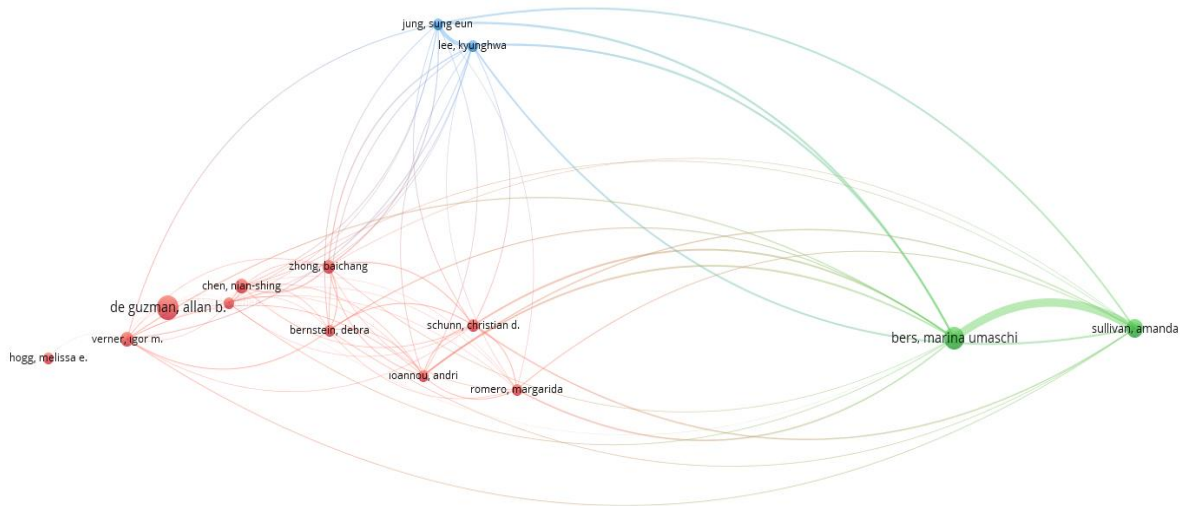 jung, sung eun
lee, kyunghwa
zhong, baichang
chen, nian-shing
de guzman, allan b.
schunn, christian d.
bernstein, debra
sullivan, amanda
verner, igor m.
bers, marina umaschi
hogg, melissa e.
ioannou, andri
romero, margarida